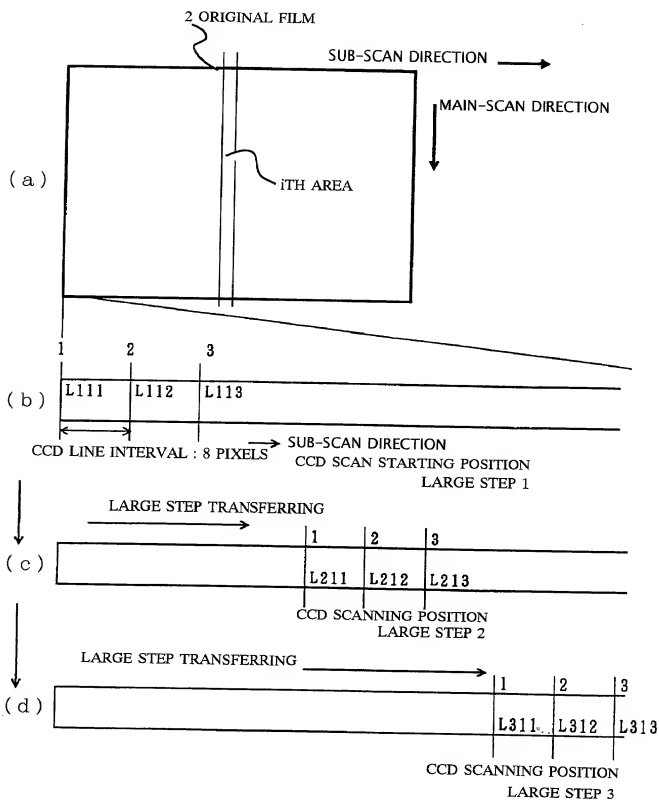 2 ORIGINAL FILM
SUB-SCAN DIRECTION
MAIN-SCAN DIRECTION
(a)
iTH AREA
1 2 3
(b)
L111 L112 L113
SUB-SCAN DIRECTION
CCD LINE INTERVAL : 8 PIXELS
CCD SCAN STARTING POSITION
LARGE STEP 1
LARGE STEP TRANSFERRING
1 2 3
(c)
L211 L212 L213
CCD SCANNING POSITION
LARGE STEP 2
LARGE STEP TRANSFERRING
1 2 3
(d)
L311 L312 L313
CCD SCANNING POSITION
LARGE STEP 3